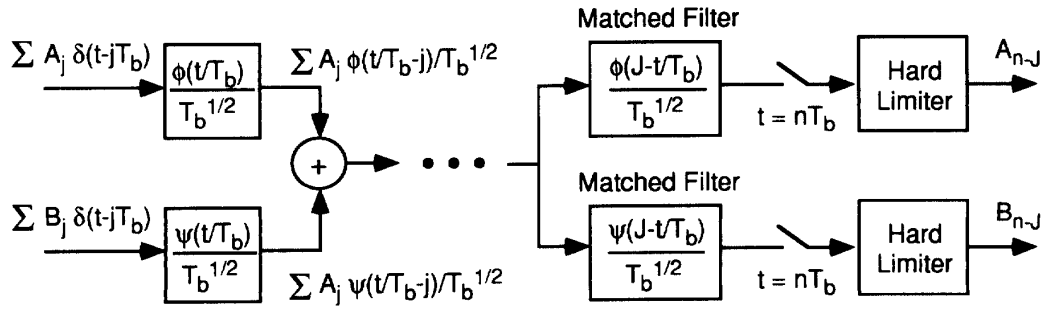 Matched Filter
∑ A_j δ(t-jT_b)
ϕ(t/T_b)
T_b^1/2
∑ A_j ϕ(t/T_b-j)/T_b^1/2
ϕ(J-t/T_b)
T_b^1/2
t = nT_b
Hard
Limiter
A_n-J
+
• • •
Matched Filter
∑ B_j δ(t-jT_b)
ψ(t/T_b)
T_b^1/2
∑ A_j ψ(t/T_b-j)/T_b^1/2
ψ(J-t/T_b)
T_b^1/2
t = nT_b
Hard
Limiter
B_n-J